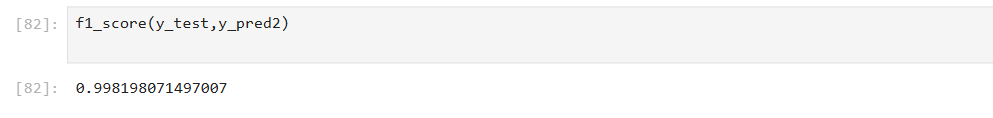 [82]: f1_score(y_test,y_pred2)
[82]: 0.998198071497007